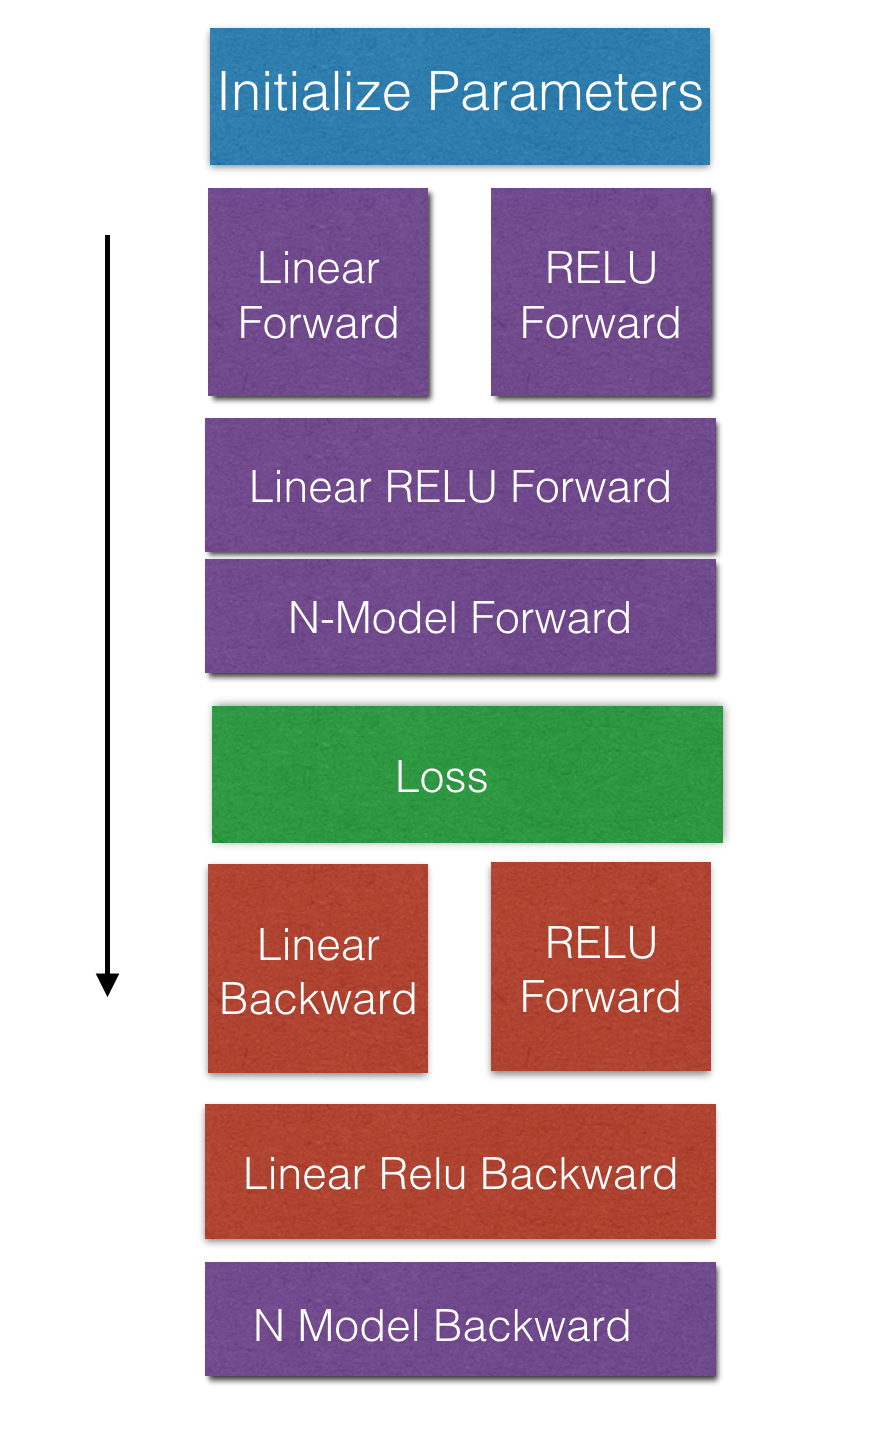 Initialize Parameters
Linear
Forward
RELU
Forward
Linear RELU Forward
N-Model Forward
Loss
Linear
Backward
RELU
Forward
Linear Relu Backward
N Model Backward